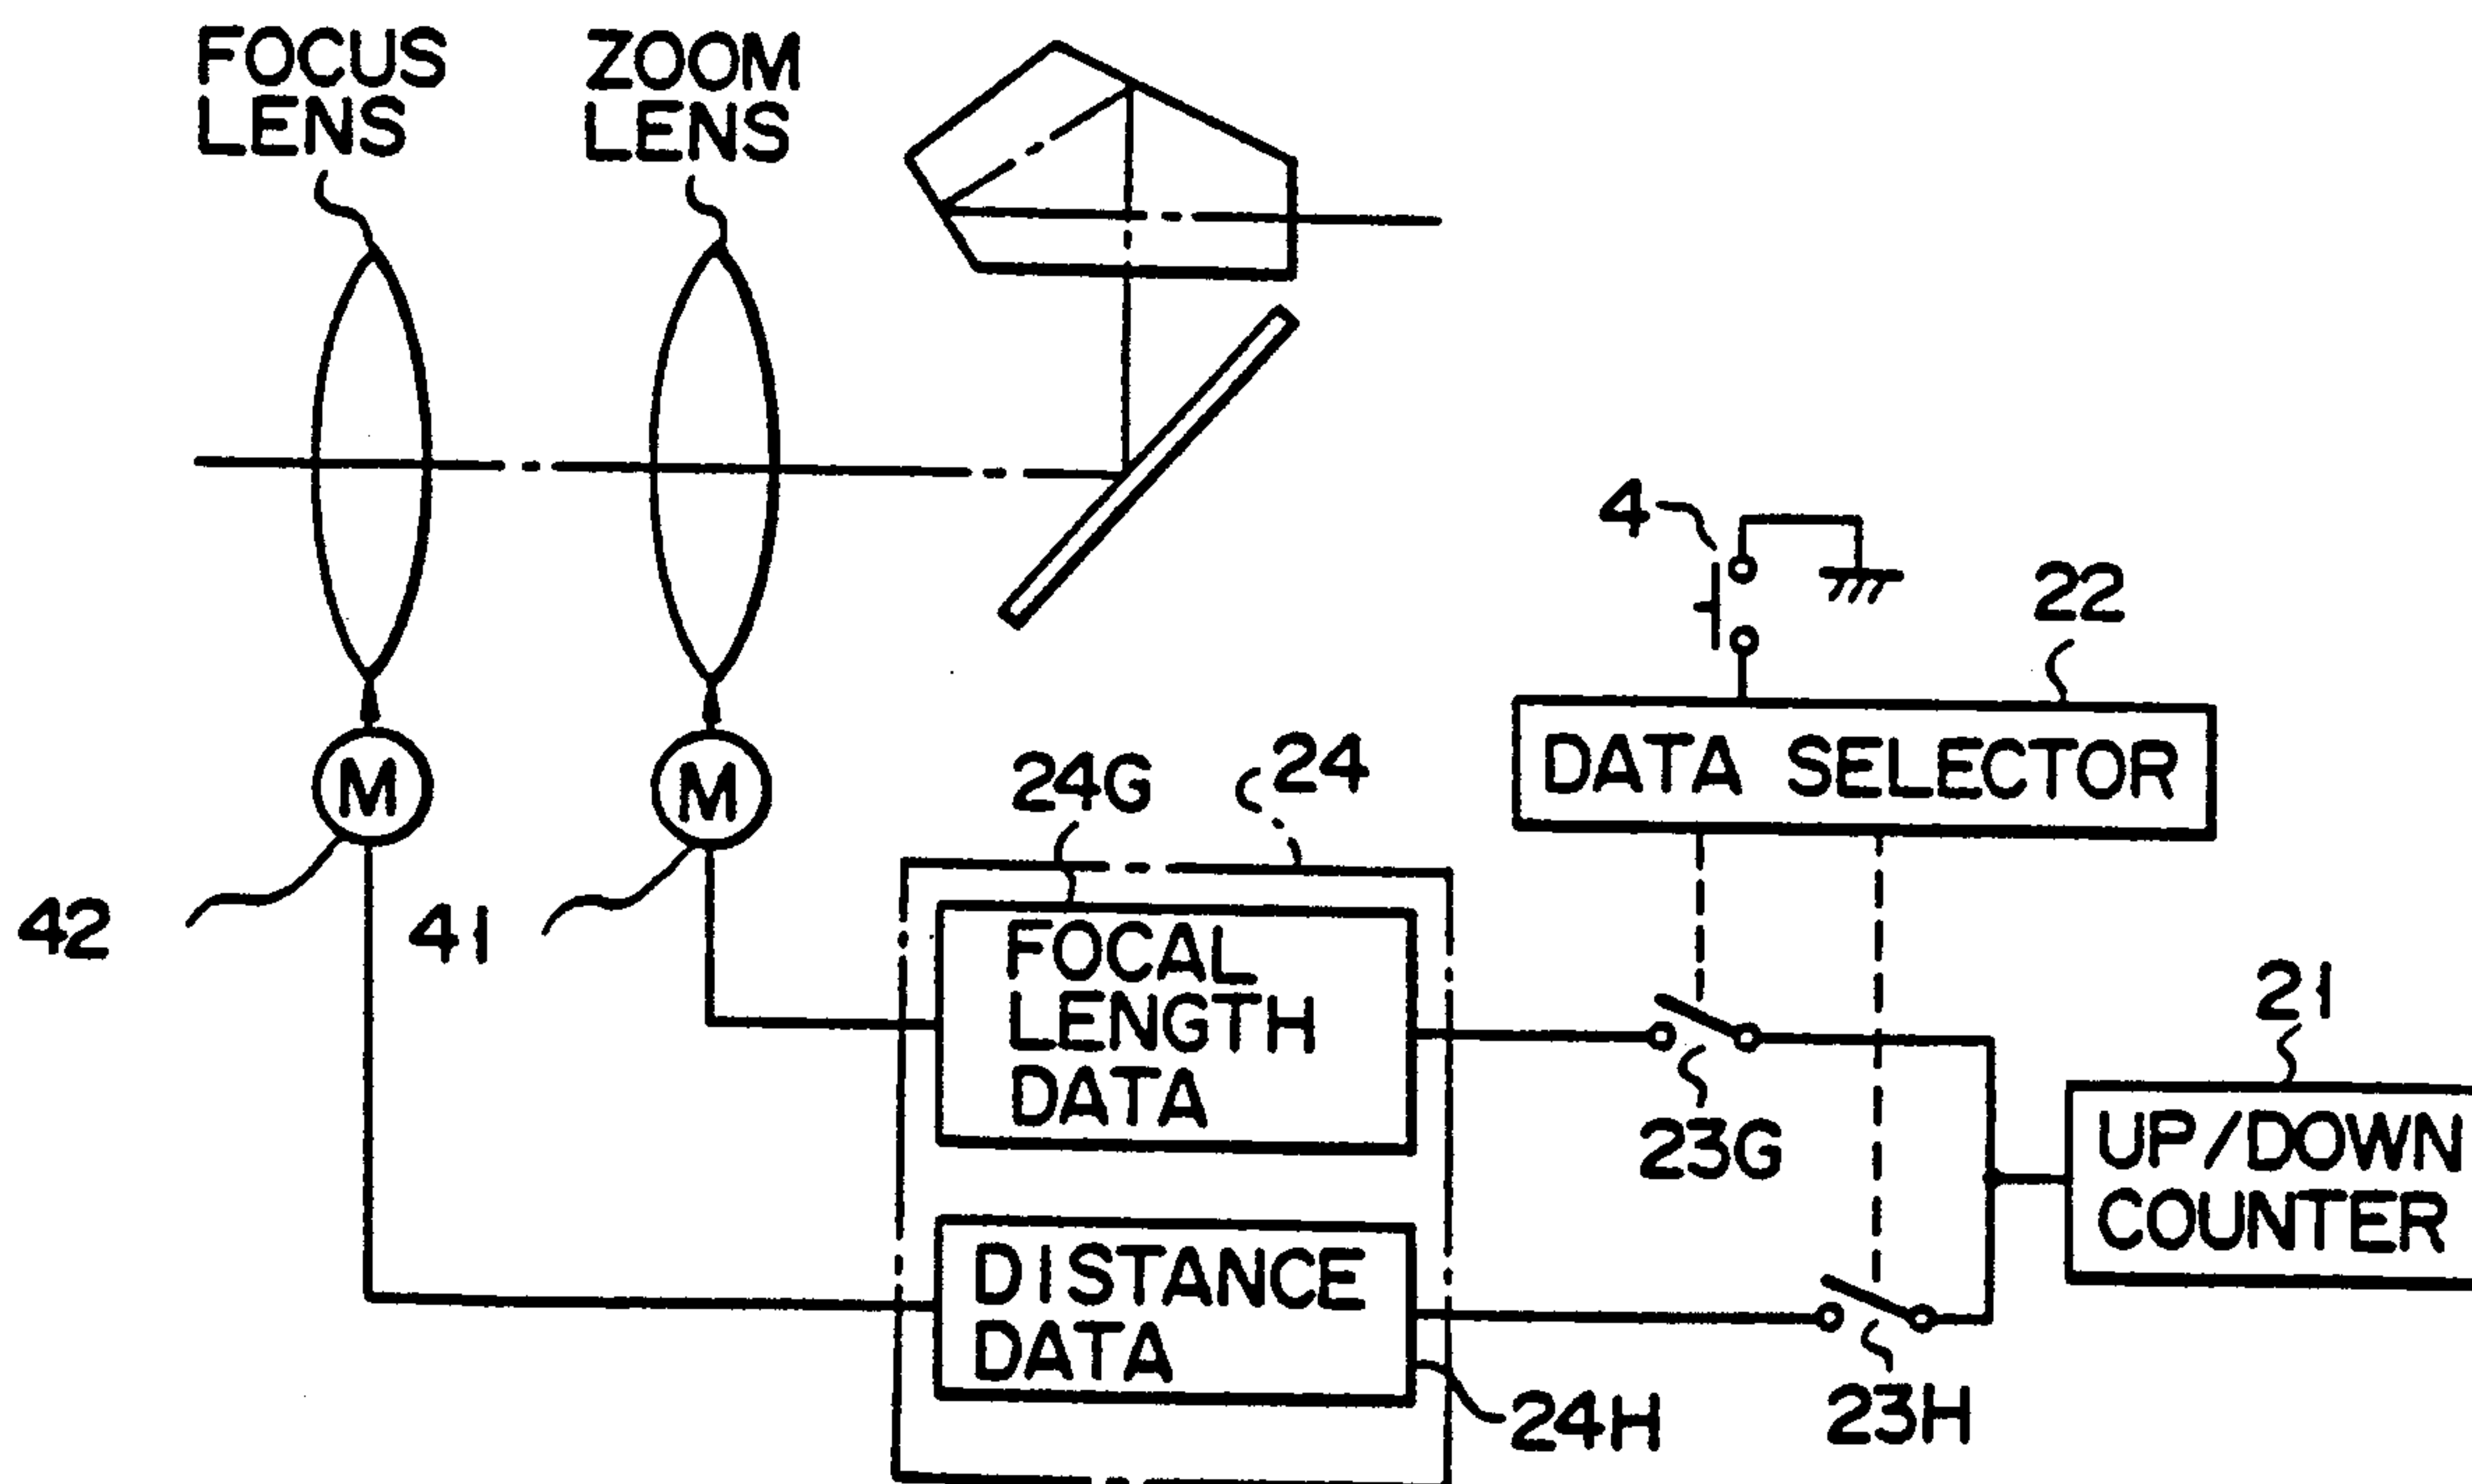 FOCUS
LENS
ZOOM
LENS
4
22
DATA SELECTOR
M
M
24G
24
42
41
FOCAL
LENGTH
DATA
21
UP/DOWN
COUNTER
23G
DISTANCE
DATA
24H
23H